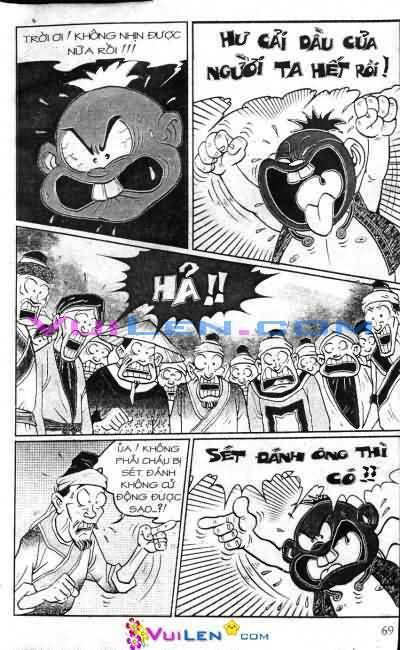 TRỜI ƠI! KHÔNG NHỊN ĐƯỢC
NỮA RỒI!!!
HƯ CÁI ĐẦU CỦA
NGƯỜI TA HẾT RỒI!
HẢ!!
VUILEN.COM
ỦA! KHÔNG
PHẢI CHÁU BỊ
SÉT ĐÁNH
KHÔNG CỬ
ĐỘNG ĐƯỢC
SAO..?!
SÉT ĐÁNH ÔNG THÌ
CÓ??
69
VUILEN.COM